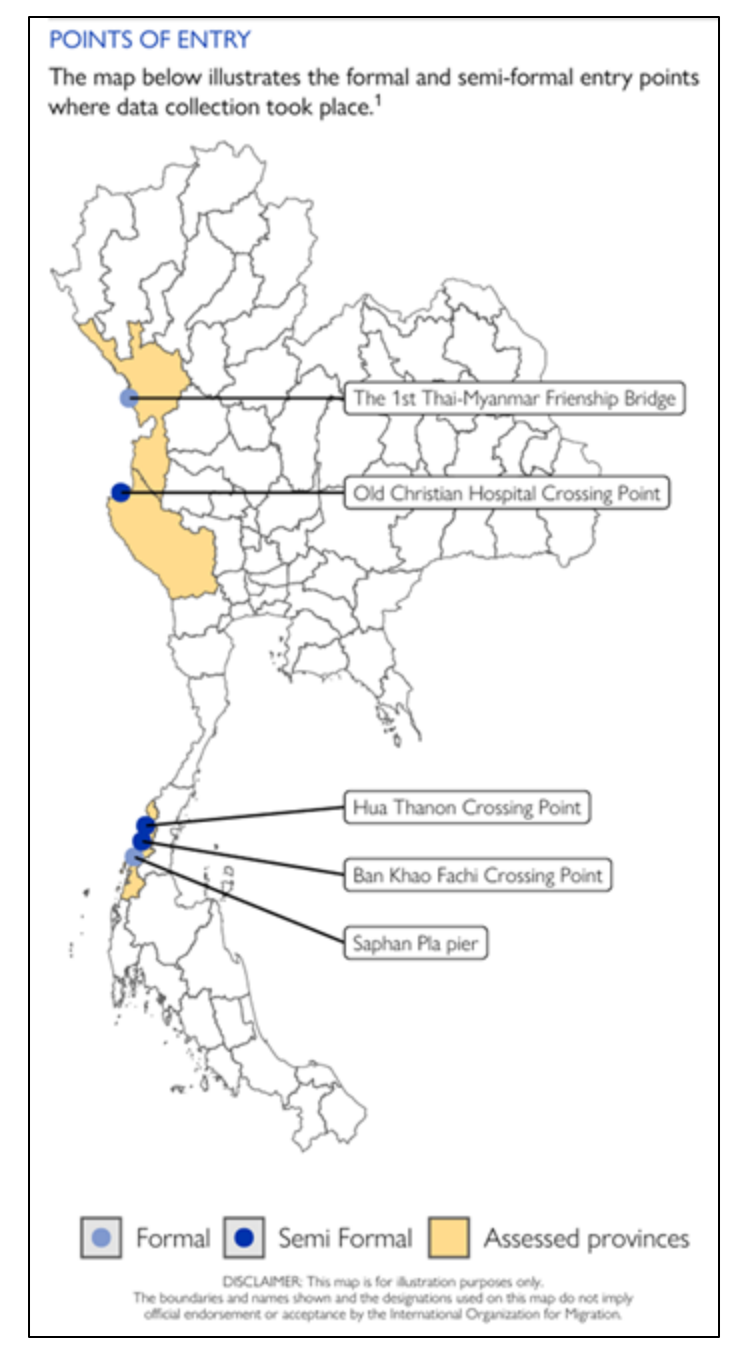 POINTS OF ENTRY
The map below illustrates the formal and semi-formal entry points
where data collection took place.¹
The 1st Thai-Myanmar Frienship Bridge
Old Christian Hospital Crossing Point
Hua Thanon Crossing Point
Ban Khao Fachi Crossing Point
Saphan Pla pier
Formal Semi Formal Assessed provinces
DISCLAIMER: This map is for illustration purposes only.
The boundaries and names shown and the designations used on this map do not imply
official endorsement or acceptance by the International Organization for Migration.